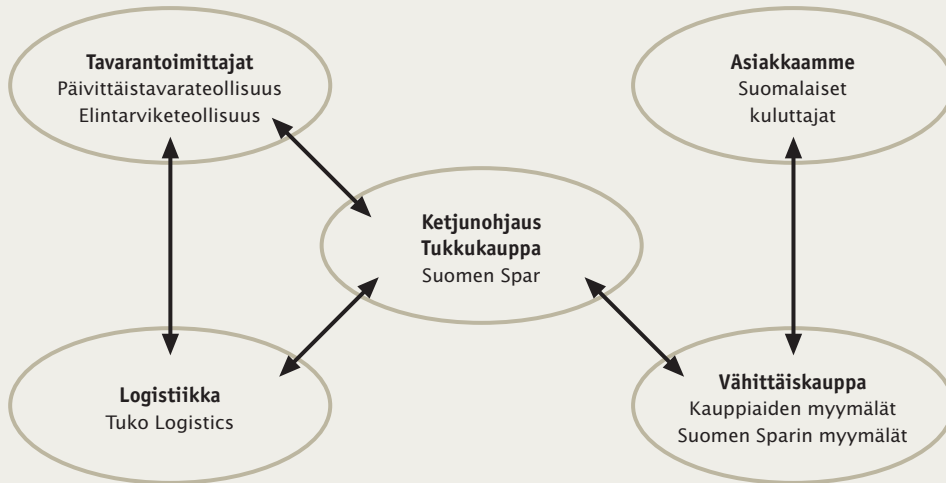 Tavarantoimittajat
Päivittäistavarateollisuus
Elintarviketeollisuus
Asiakkaamme
Suomalaiset
kuluttajat
Ketjunohjaus
Tukkukauppa
Suomen Spar
Logistiikka
Tuko Logistics
Vähittäiskauppa
Kauppiaiden myymälät
Suomen Sparin myymälät